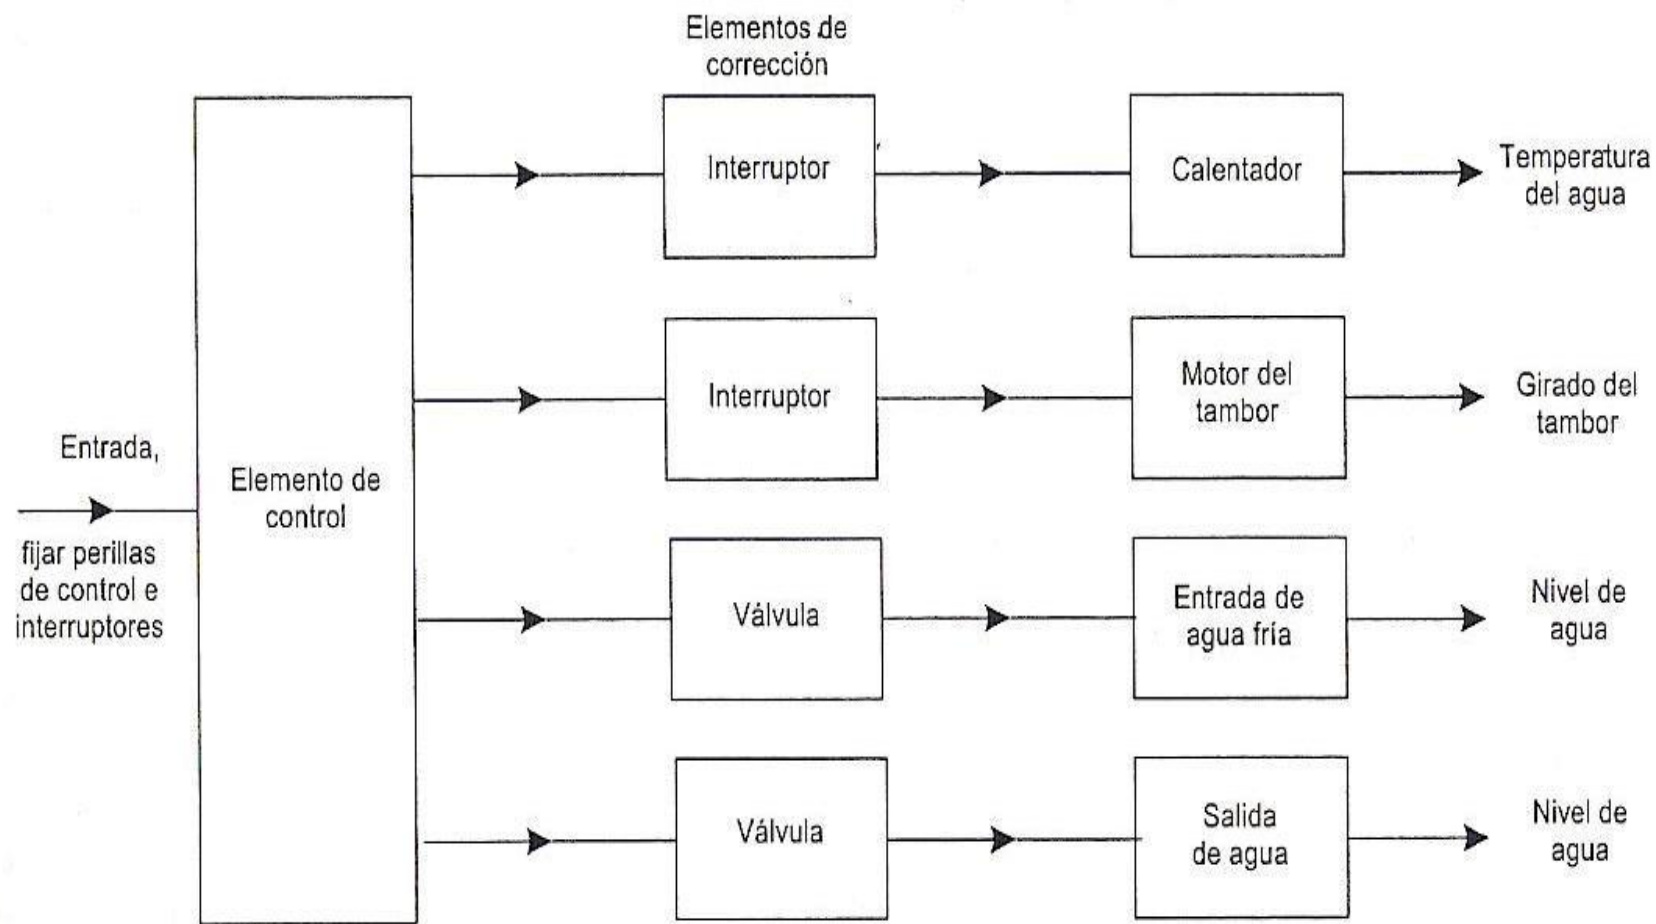 Elementos de
corrección
Interruptor
Calentador
Temperatura
del agua
Interruptor
Motor del
tambor
Girado del
tambor
Entrada,
fijar perillas
de control e
interruptores
Elemento de
control
Válvula
Entrada de
agua fría
Nivel de
agua
Válvula
Salida
de agua
Nivel de
agua